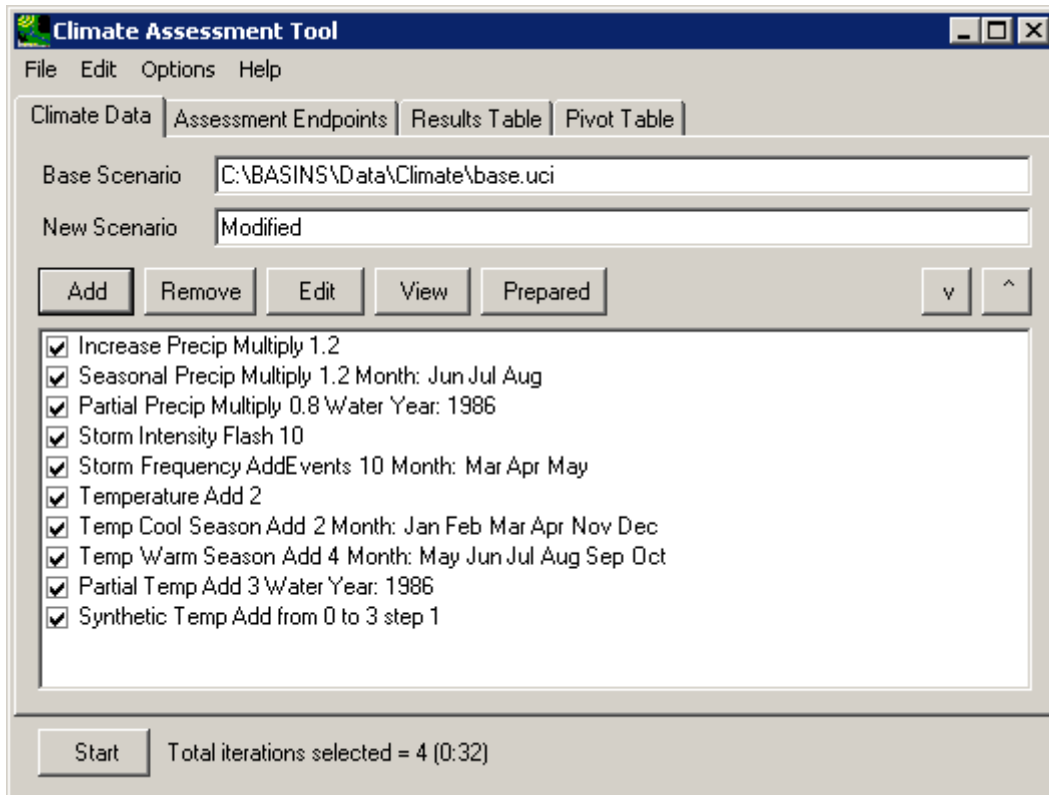 Climate Assessment Tool
File Edit Options Help
Climate Data Assessment Endpoints Results Table Pivot Table
Base Scenario C:\BASINS\Data\Climate\base.uci
New Scenario Modified
Add Remove Edit View Prepared v ^
Increase Precip Multiply 1.2
Seasonal Precip Multiply 1.2 Month: Jun Jul Aug
Partial Precip Multiply 0.8 Water Year: 1986
Storm Intensity Flash 10
Storm Frequency AddEvents 10 Month: Mar Apr May
Temperature Add 2
Temp Cool Season Add 2 Month: Jan Feb Mar Apr Nov Dec
Temp Warm Season Add 4 Month: May Jun Jul Aug Sep Oct
Partial Temp Add 3 Water Year: 1986
Synthetic Temp Add from 0 to 3 step 1
Start Total iterations selected = 4 (0:32)